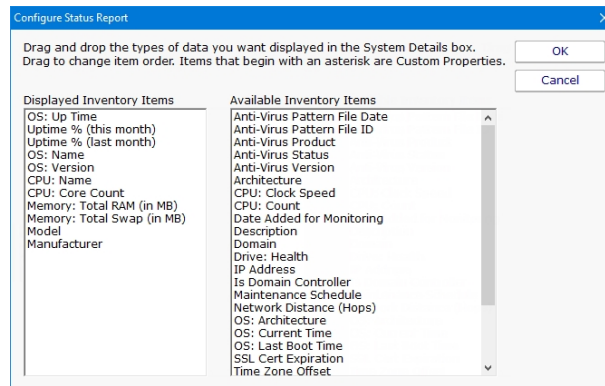 Configure Status Report
Drag and drop the types of data you want displayed in the System Details box.
Drag to change item order. Items that begin with an asterisk are Custom Properties.
OK
Cancel
Displayed Inventory Items
OS: Up Time
Uptime % (this month)
Uptime % (last month)
OS: Name
OS: Version
CPU: Name
CPU: Core Count
Memory: Total RAM (in MB)
Memory: Total Swap (in MB)
Model
Manufacturer
Available Inventory Items
Anti-Virus Pattern File Date
Anti-Virus Pattern File ID
Anti-Virus Product
Anti-Virus Status
Anti-Virus Version
Architecture
CPU: Clock Speed
CPU: Count
Date Added for Monitoring
Description
Domain
Drive: Health
IP Address
Is Domain Controller
Maintenance Schedule
Network Distance (Hops)
OS: Architecture
OS: Current Time
OS: Last Boot Time
SSL Cert Expiration
Time Zone Offset